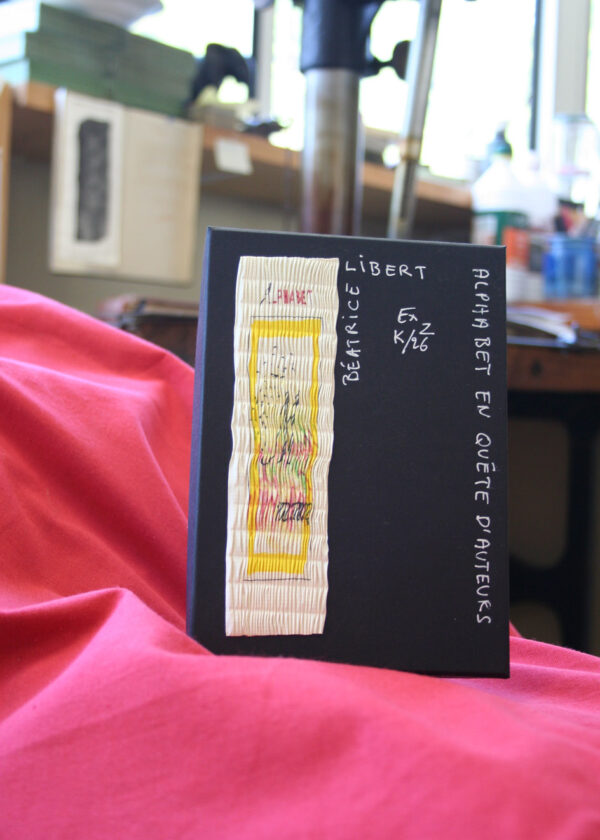 ALPHABET
BÉATRICE
LIBERT
Ex Z
K/26
ALPHABET EN QUÊTE D'AUTEURS